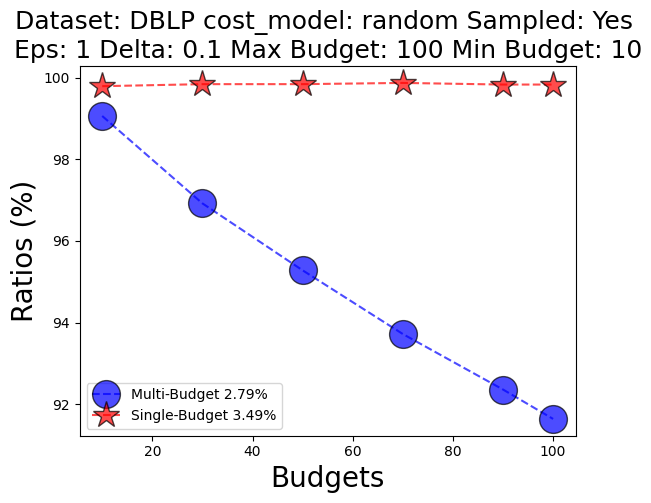 Dataset: DBLP cost_model: random Sampled: Yes
Eps: 1 Delta: 0.1 Max Budget: 100 Min Budget: 10
100
98
96
94
92
Ratios (%)
Multi-Budget 2.79%
Single-Budget 3.49%
20 40 60 80 100
Budgets